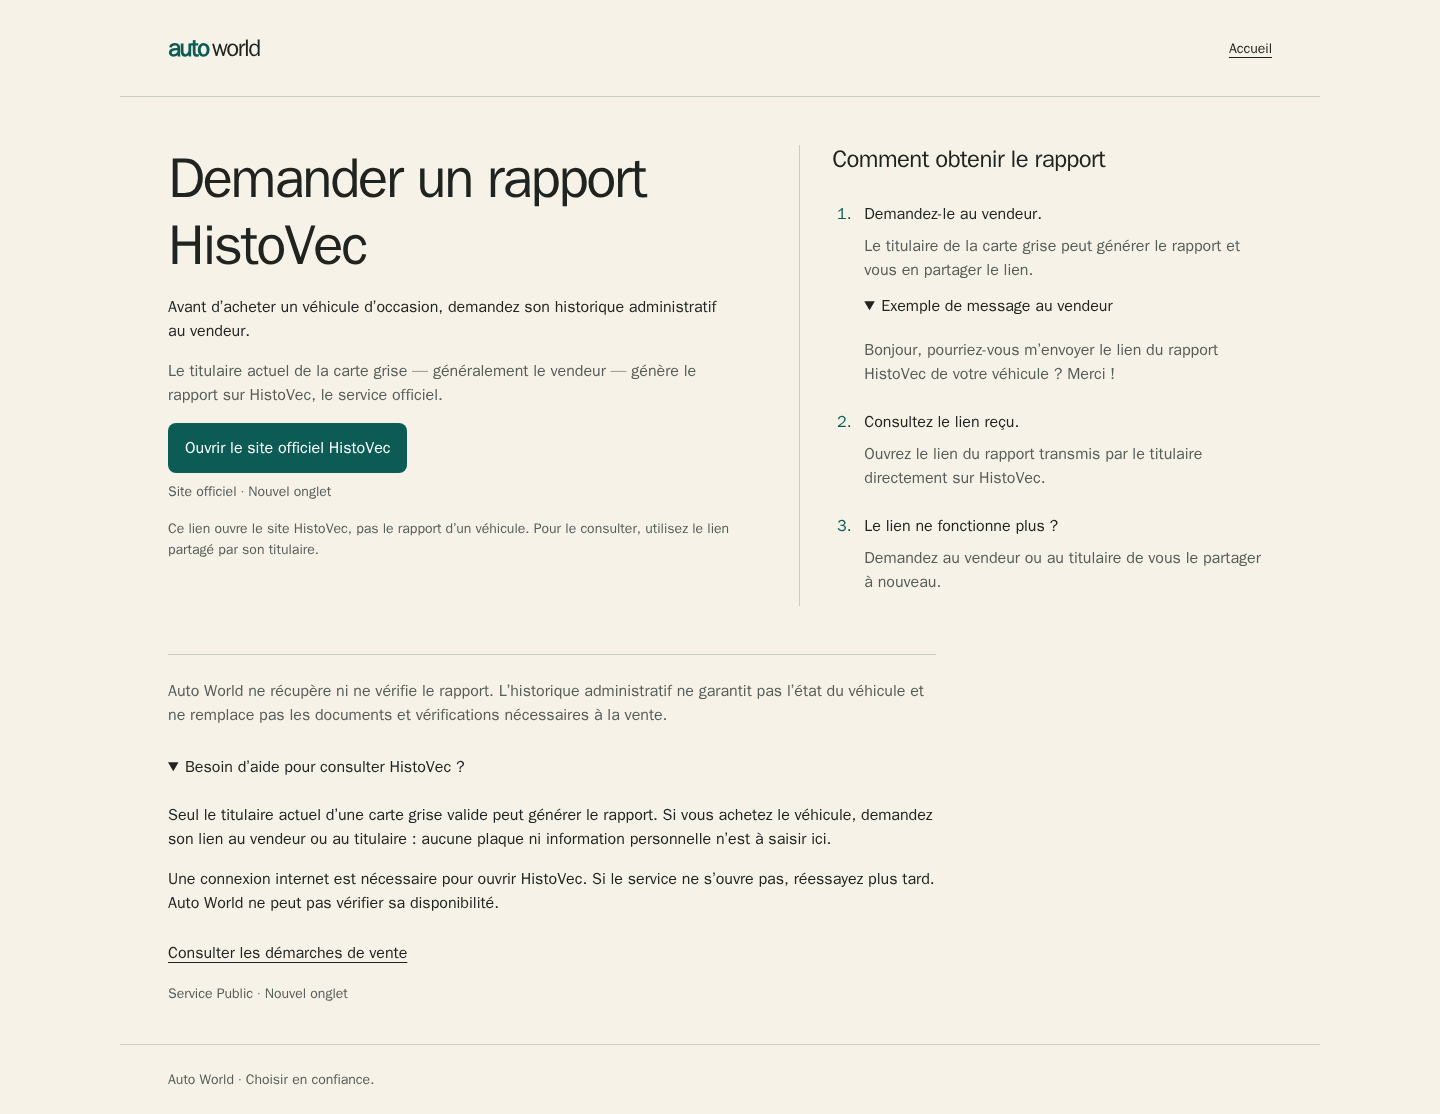 auto world
Accueil
Demander un rapport
HistoVec
Avant d'acheter un véhicule d'occasion, demandez son historique administratif
au vendeur.
Le titulaire actuel de la carte grise — généralement le vendeur — génère le
rapport sur HistoVec, le service officiel.
Ouvrir le site officiel HistoVec
Site officiel · Nouvel onglet
Ce lien ouvre le site HistoVec, pas le rapport d'un véhicule. Pour le consulter, utilisez le lien
partagé par son titulaire.
Comment obtenir le rapport
1. Demandez-le au vendeur.
Le titulaire de la carte grise peut générer le rapport et
vous en partager le lien.
▼ Exemple de message au vendeur
Bonjour, pourriez-vous m'envoyer le lien du rapport
HistoVec de votre véhicule ? Merci !
2. Consultez le lien reçu.
Ouvrez le lien du rapport transmis par le titulaire
directement sur HistoVec.
3. Le lien ne fonctionne plus ?
Demandez au vendeur ou au titulaire de vous le partager
à nouveau.
Auto World ne récupère ni ne vérifie le rapport. L'historique administratif ne garantit pas l'état du véhicule et
ne remplace pas les documents et vérifications nécessaires à la vente.
▼ Besoin d'aide pour consulter HistoVec ?
Seul le titulaire actuel d'une carte grise valide peut générer le rapport. Si vous achetez le véhicule, demandez
son lien au vendeur ou au titulaire : aucune plaque ni information personnelle n'est à saisir ici.
Une connexion internet est nécessaire pour ouvrir HistoVec. Si le service ne s'ouvre pas, réessayez plus tard.
Auto World ne peut pas vérifier sa disponibilité.
Consulter les démarches de vente
Service Public · Nouvel onglet
Auto World · Choisir en confiance.